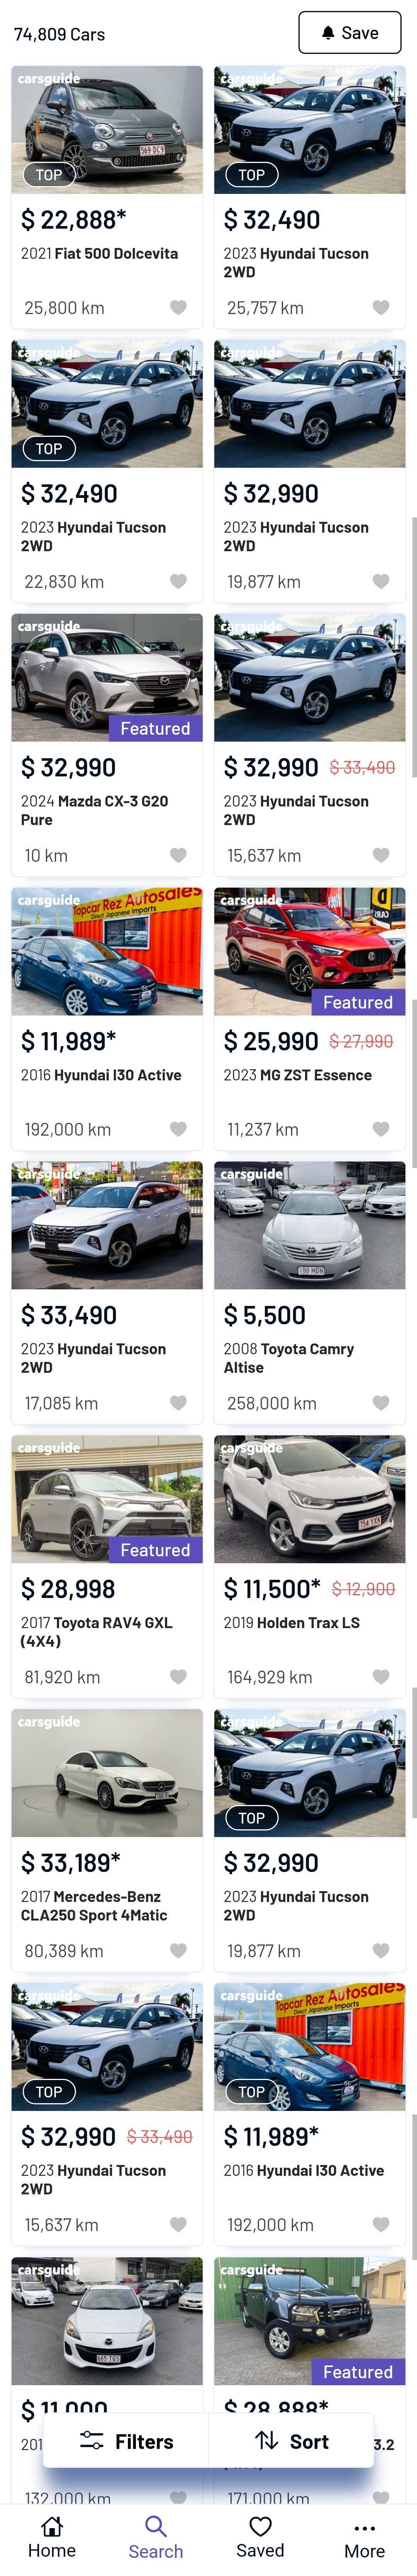 74,809 Cars
Save
carsguide
569 DC9
TOP
$ 22,888*
2021 Fiat 500 Dolcevita
25,800 km
carsguide
TOP
$ 32,490
2023 Hyundai Tucson
2WD
25,757 km
carsguide
TOP
$ 32,490
2023 Hyundai Tucson
2WD
22,830 km
carsguide
$ 32,990
2023 Hyundai Tucson
2WD
19,877 km
carsguide
Featured
$ 32,990
2024 Mazda CX-3 G20
Pure
10 km
carsguide
$ 32,990 $ 33,490
2023 Hyundai Tucson
2WD
15,637 km
carsguide
Topcar Rez Autosales
Direct Japanese Imports
$ 11,989*
2016 Hyundai I30 Active
192,000 km
carsguide
Featured
$ 25,990 $ 27,990
2023 MG ZST Essence
11,237 km
carsguide
$ 33,490
2023 Hyundai Tucson
2WD
17,085 km
carsguide
$ 5,500
2008 Toyota Camry
Altise
258,000 km
carsguide
Featured
$ 28,998
2017 Toyota RAV4 GXL
(4X4)
81,920 km
carsguide
$ 11,500* $ 12,900
2019 Holden Trax LS
164,929 km
carsguide
$ 33,189*
2017 Mercedes-Benz
CLA250 Sport 4Matic
80,389 km
carsguide
TOP
$ 32,990
2023 Hyundai Tucson
2WD
19,877 km
carsguide
TOP
$ 32,990 $ 33,490
2023 Hyundai Tucson
2WD
15,637 km
carsguide
Topcar Rez Autosales
Direct Japanese Imports
TOP
$ 11,989*
2016 Hyundai I30 Active
192,000 km
carsguide
$ 11,000
201
132,000 km
carsguide
Featured
$ 28,888*
3.2
171,000 km
Filters
Sort
Home
Search
Saved
More